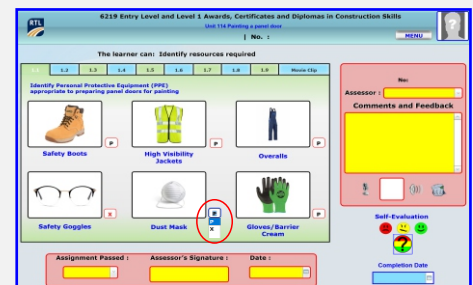 RTL
6219 Entry Level and Level 1 Awards, Certificates and Diplomas in Construction Skills
Unit 114 Painting a panel door
| No. :
MENU
?
The learner can: Identify resources required
1.1 1.2 1.3 1.4 1.5 1.6 1.7 1.8 1.9 Movie Clip
Identify Personal Protective Equipment (PPE)
appropriate to preparing panel doors for painting
P
P
P
Safety Boots
High Visibility
Jackets
Overalls
X
P
P
X
P
Safety Goggles
Dust Mask
Gloves/Barrier
Cream
No:
Assessor :
Comments and Feedback
Self-Evaluation
?
Completion Date
Assignment Passed :
Assessor's Signature :
Date :